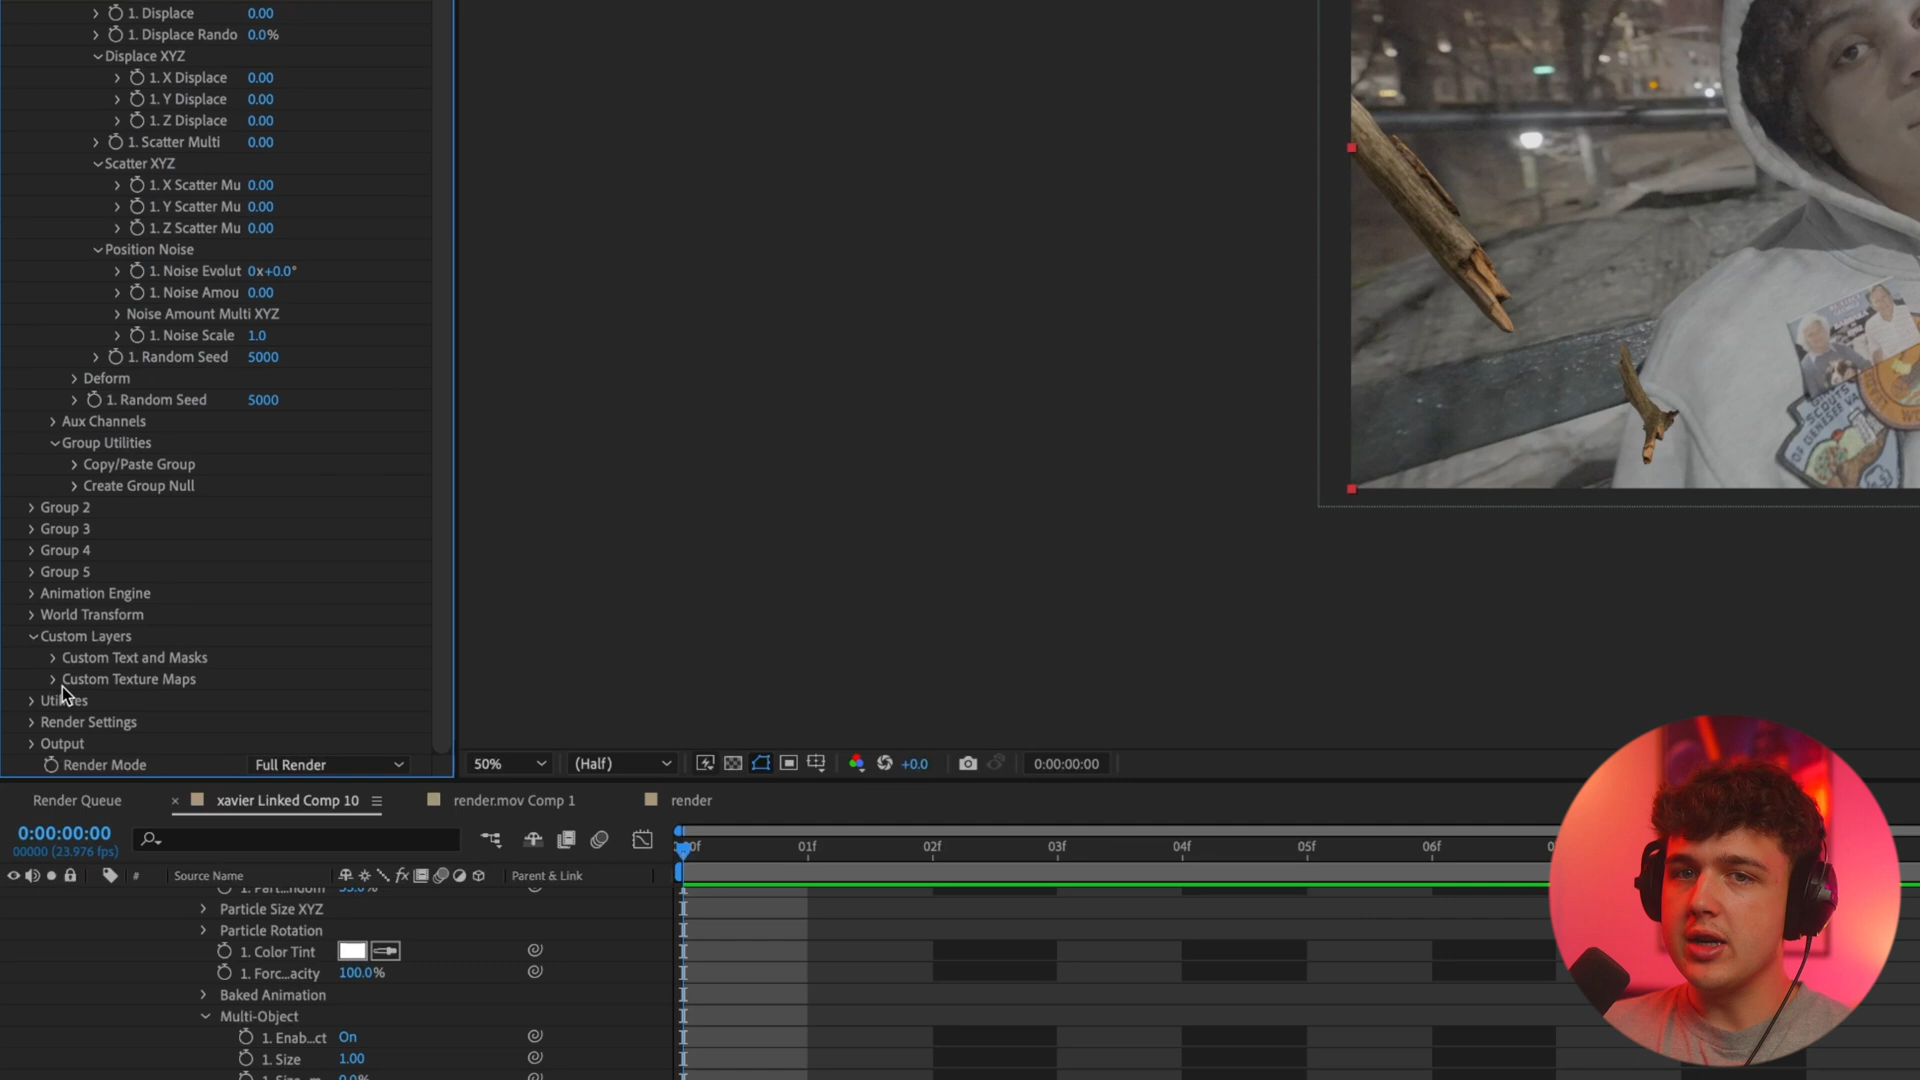 1. Displace 0.00
1. Displace Rando 0.0%
Displace XYZ
1. X Displace 0.00
1. Y Displace 0.00
1. Z Displace 0.00
1. Scatter Multi 0.00
Scatter XYZ
1. X Scatter Mu 0.00
1. Y Scatter Mu 0.00
1. Z Scatter Mu 0.00
Position Noise
1. Noise Evolut 0x+0.0°
1. Noise Amou 0.00
Noise Amount Multi XYZ
1. Noise Scale 1.0
1. Random Seed 5000
Deform
1. Random Seed 5000
Aux Channels
Group Utilities
Copy/Paste Group
Create Group Null
Group 2
Group 3
Group 4
Group 5
Animation Engine
World Transform
Custom Layers
Custom Text and Masks
Custom Texture Maps
Utilities
Render Settings
Output
Render Mode Full Render
50% (Half) +0.0 0:00:00:00
Render Queue × xavier Linked Comp 10 render.mov Comp 1 render
0:00:00:00
00000 (23.976 fps)
01f 02f 03f 04f 05f 06f
# Source Name fx Parent & Link
Particle Size XYZ
Particle Rotation
1. Color Tint
1. Forc...acity 100.0%
Baked Animation
Multi-Object
1. Enab...ct On
1. Size 1.00